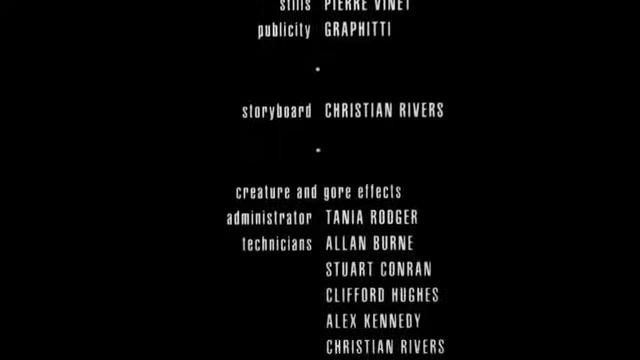 stills PIERRE VINET
publicity GRAPHITTI
storyboard CHRISTIAN RIVERS
creature and gore effects
administrator TANIA RODGER
technicians ALLAN BURNE
STUART CONRAN
CLIFFORD HUGHES
ALEX KENNEDY
CHRISTIAN RIVERS